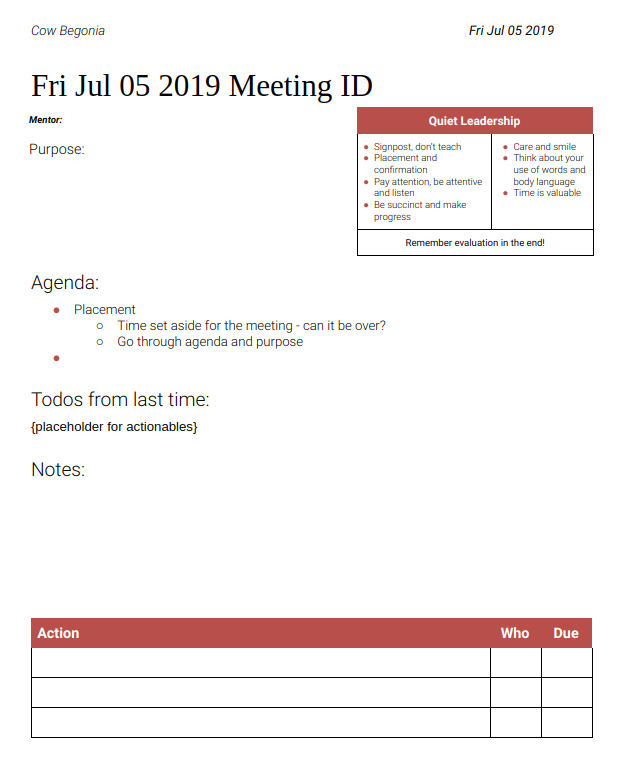 Cow Begonia
Fri Jul 05 2019
Fri Jul 05 2019 Meeting ID
Mentor:
Purpose:
Quiet Leadership
● Signpost, don't teach
● Placement and
confirmation
● Pay attention, be attentive
and listen
● Be succinct and make
progress
● Care and smile
● Think about your
use of words and
body language
● Time is valuable
Remember evaluation in the end!
Agenda:
● Placement
○ Time set aside for the meeting - can it be over?
○ Go through agenda and purpose
●
Todos from last time:
{placeholder for actionables}
Notes:
Action Who Due